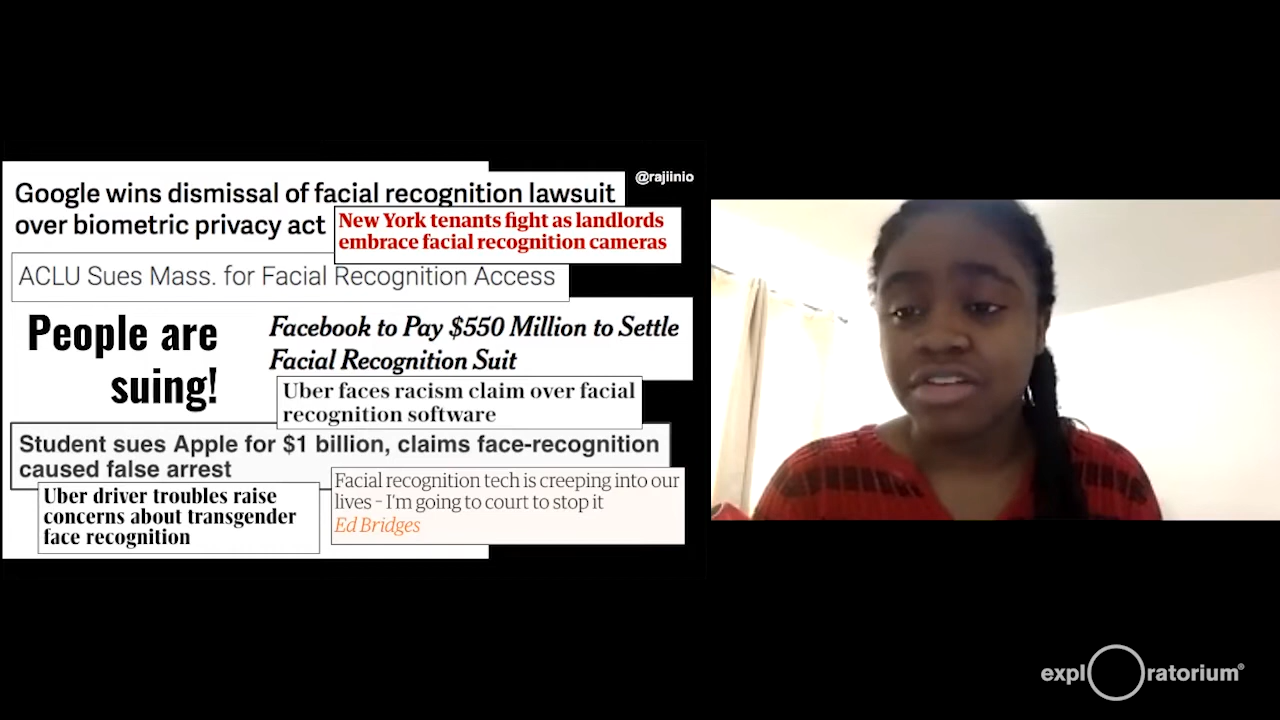 @rajiinio
Google wins dismissal of facial recognition lawsuit
over biometric privacy act
New York tenants fight as landlords
embrace facial recognition cameras
ACLU Sues Mass. for Facial Recognition Access
People are
suing!
Facebook to Pay $550 Million to Settle
Facial Recognition Suit
Uber faces racism claim over facial
recognition software
Student sues Apple for $1 billion, claims face-recognition
caused false arrest
Uber driver troubles raise
concerns about transgender
face recognition
Facial recognition tech is creeping into our
lives – I'm going to court to stop it
Ed Bridges
expl ratorium®